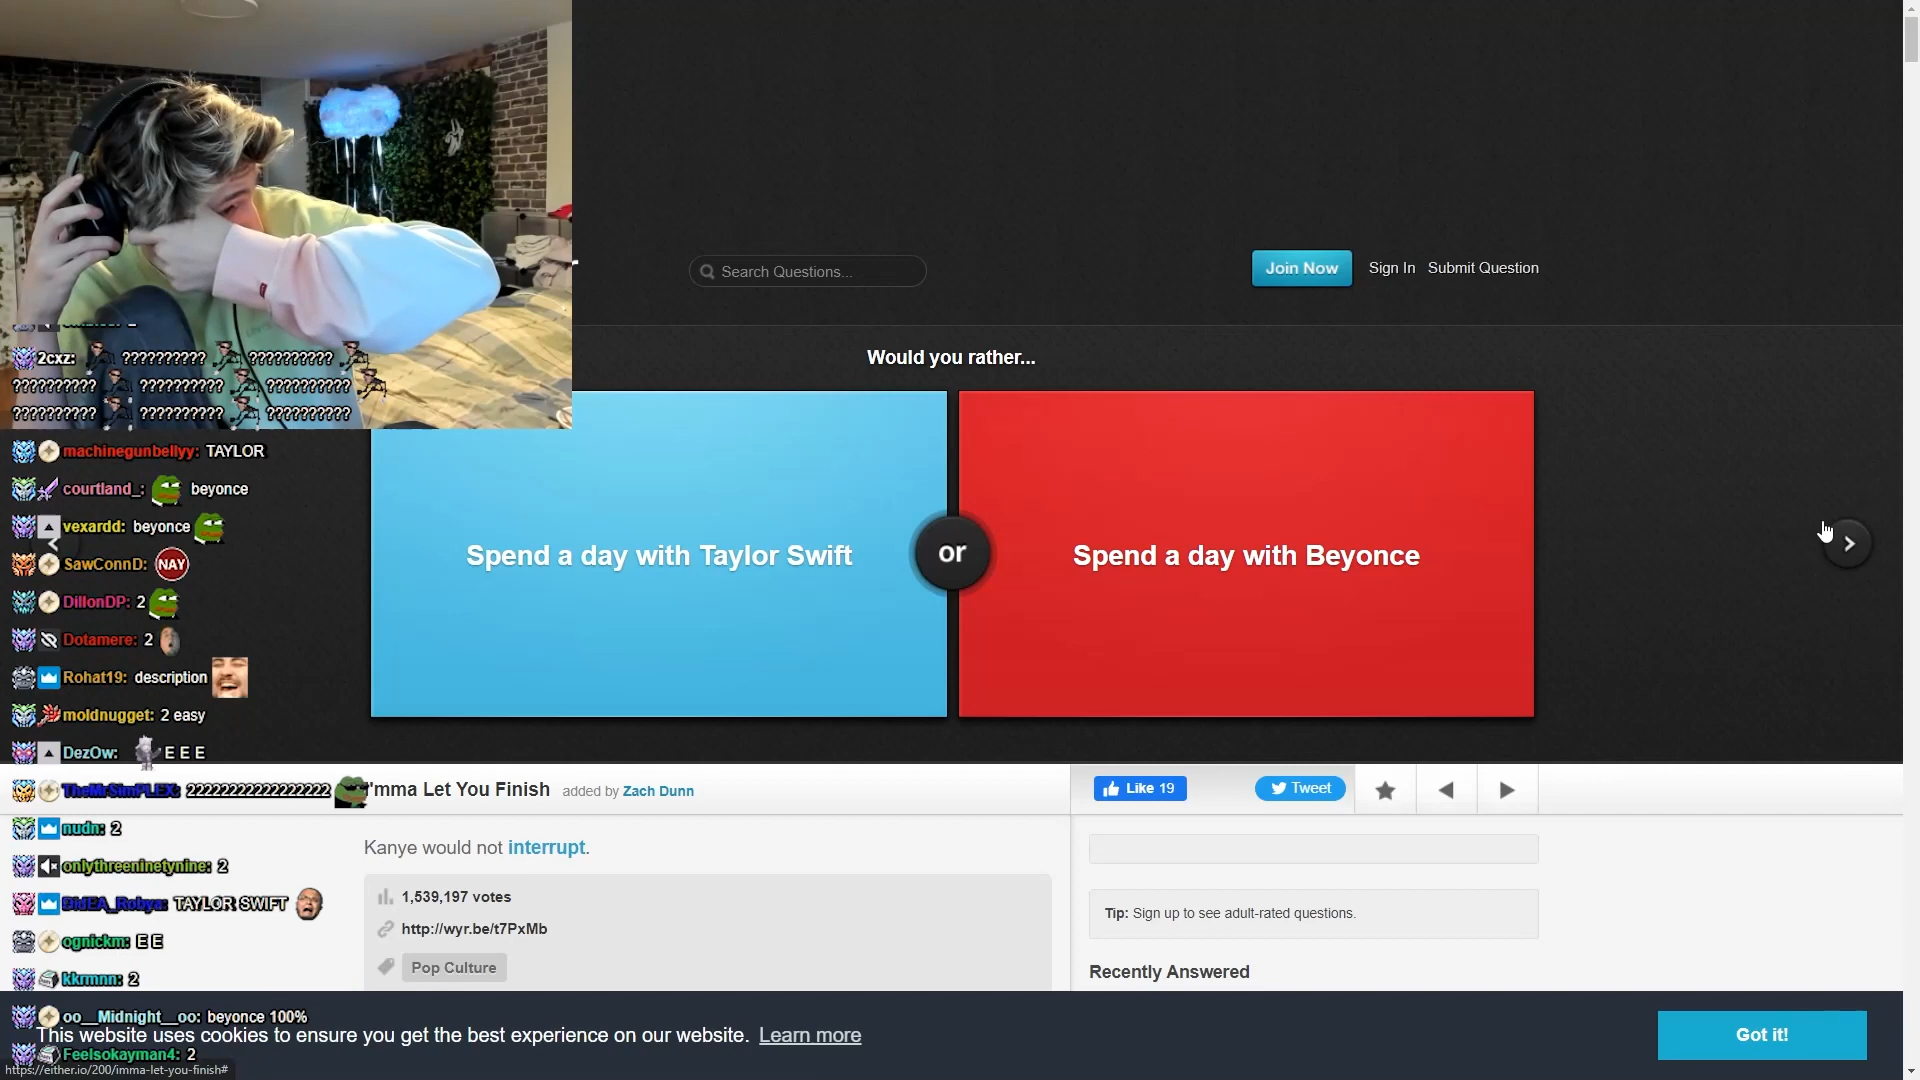 Search Questions...
Join Now
Sign In
Submit Question
Would you rather...
Spend a day with Taylor Swift
or
Spend a day with Beyonce
2cxz: ?????????? ??????????
?????????? ?????????? ??????????
?????????? ?????????? ??????????
machinegunbellyy: TAYLOR
courtland_: beyonce
vexardd: beyonce
SawConnD: NAY
DillonDP: 2
Dotamere: 2
Rohat19: description
moldnugget: 2 easy
DezOw: E E E
TheMrSimPLEX: 22222222222222222
nudn: 2
onlythreeninetynine: 2
TAYLOR SWIFT
ognickm: E E
kkrmnn: 2
oo__Midnight__oo: beyonce 100%
Feelsokayman4: 2
I'mma Let You Finish added by Zach Dunn
Like 19
Tweet
Kanye would not interrupt.
1,539,197 votes
http://wyr.be/t7PxMb
Pop Culture
Tip: Sign up to see adult-rated questions.
Recently Answered
This website uses cookies to ensure you get the best experience on our website. Learn more
Got it!
https://either.io/200/imma-let-you-finish#